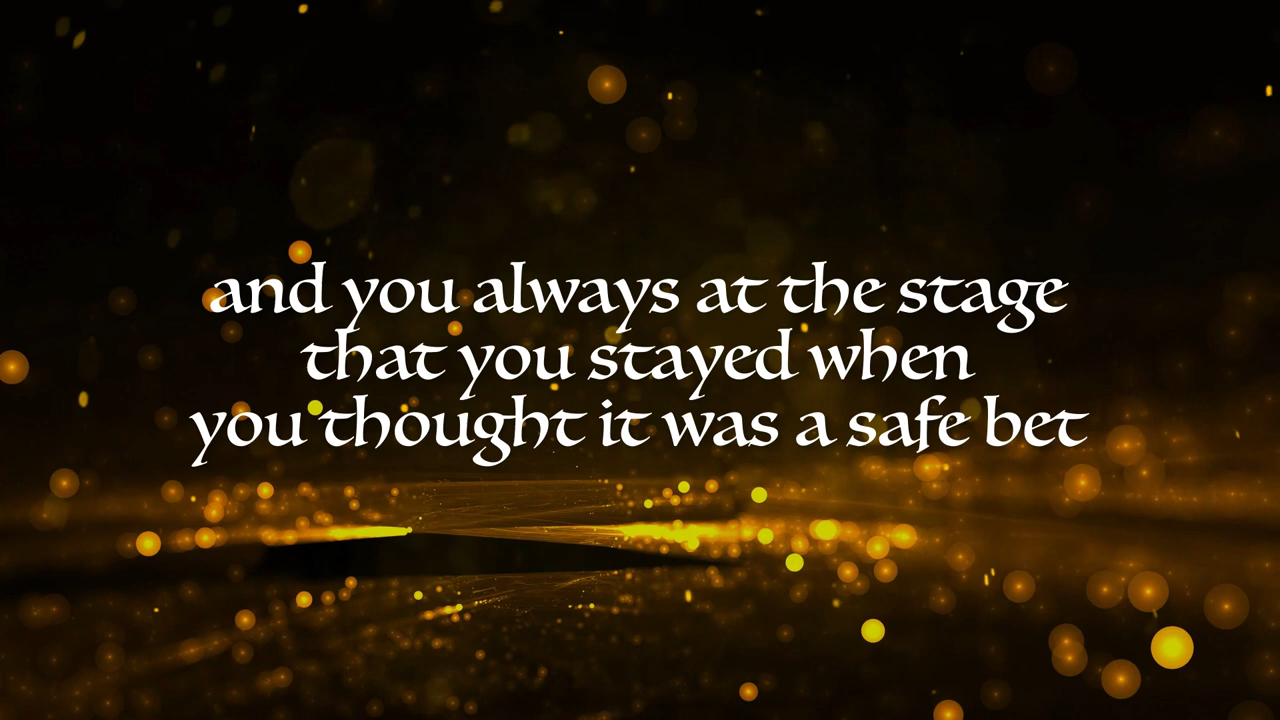 and you always at the stage
that you stayed when
you thought it was a safe bet